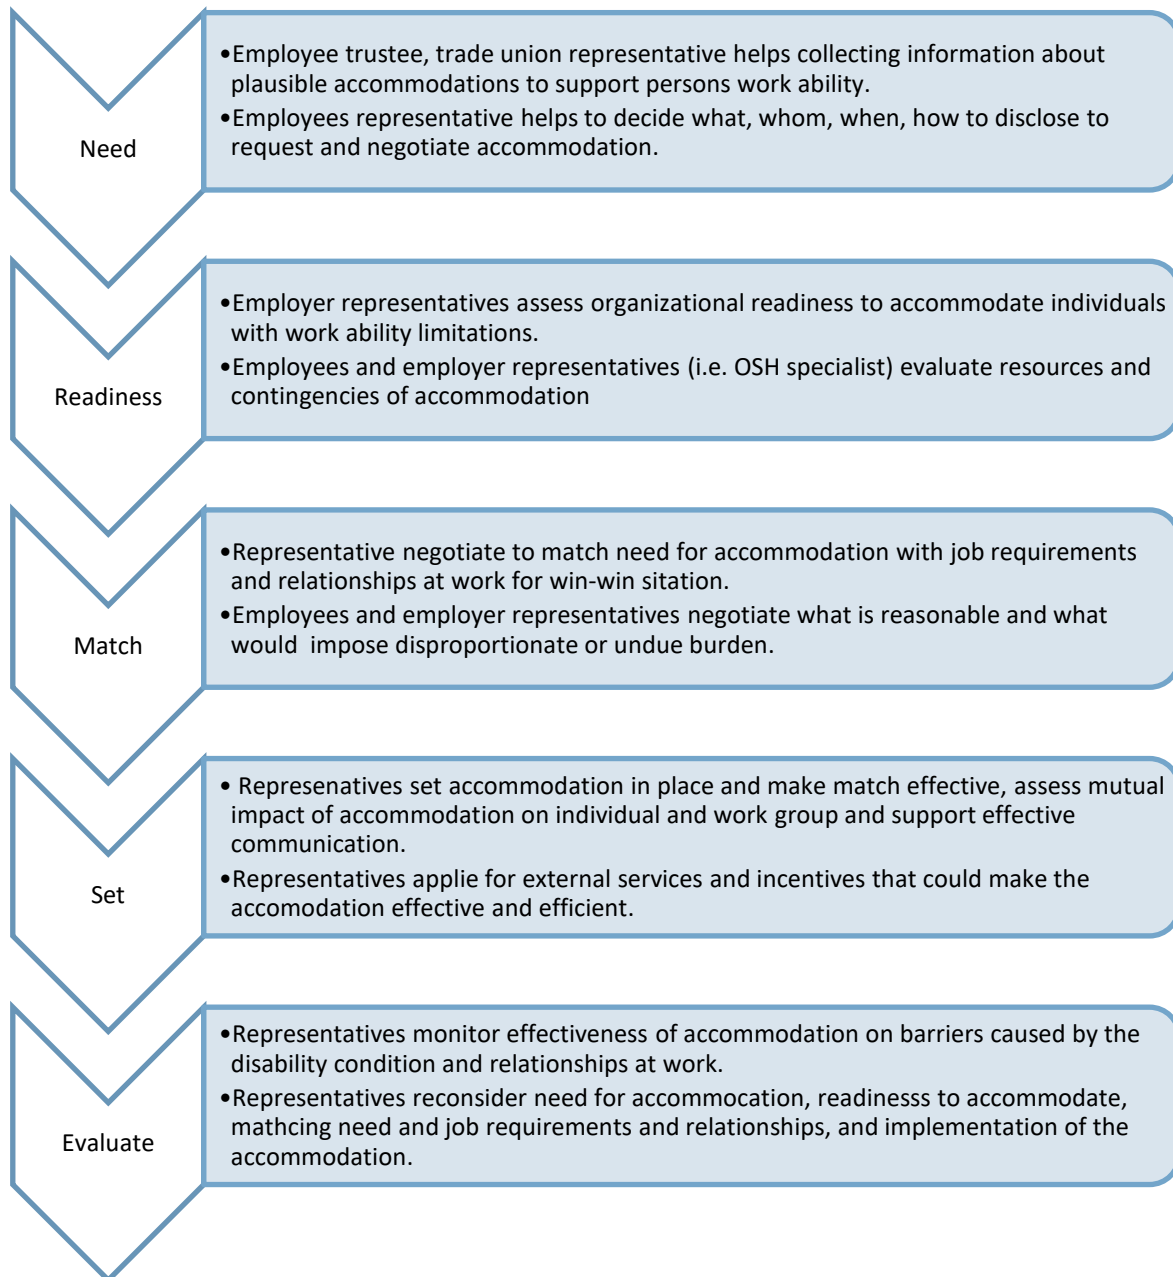 Need
•Employee trustee, trade union representative helps collecting information about
plausible accommodations to support persons work ability.
•Employees representative helps to decide what, whom, when, how to disclose to
request and negotiate accommodation.
Readiness
•Employer representatives assess organizational readiness to accommodate individuals
with work ability limitations.
•Employees and employer representatives (i.e. OSH specialist) evaluate resources and
contingencies of accommodation
Match
•Representative negotiate to match need for accommodation with job requirements
and relationships at work for win-win sitation.
•Employees and employer representatives negotiate what is reasonable and what
would  impose disproportionate or undue burden.
Set
• Represenatives set accommodation in place and make match effective, assess mutual
impact of accommodation on individual and work group and support effective
communication.
•Representatives applie for external services and incentives that could make the
accomodation effective and efficient.
Evaluate
•Representatives monitor effectiveness of accommodation on barriers caused by the
disability condition and relationships at work.
•Representatives reconsider need for accommocation, readinesss to accommodate,
mathcing need and job requirements and relationships, and implementation of the
accommodation.